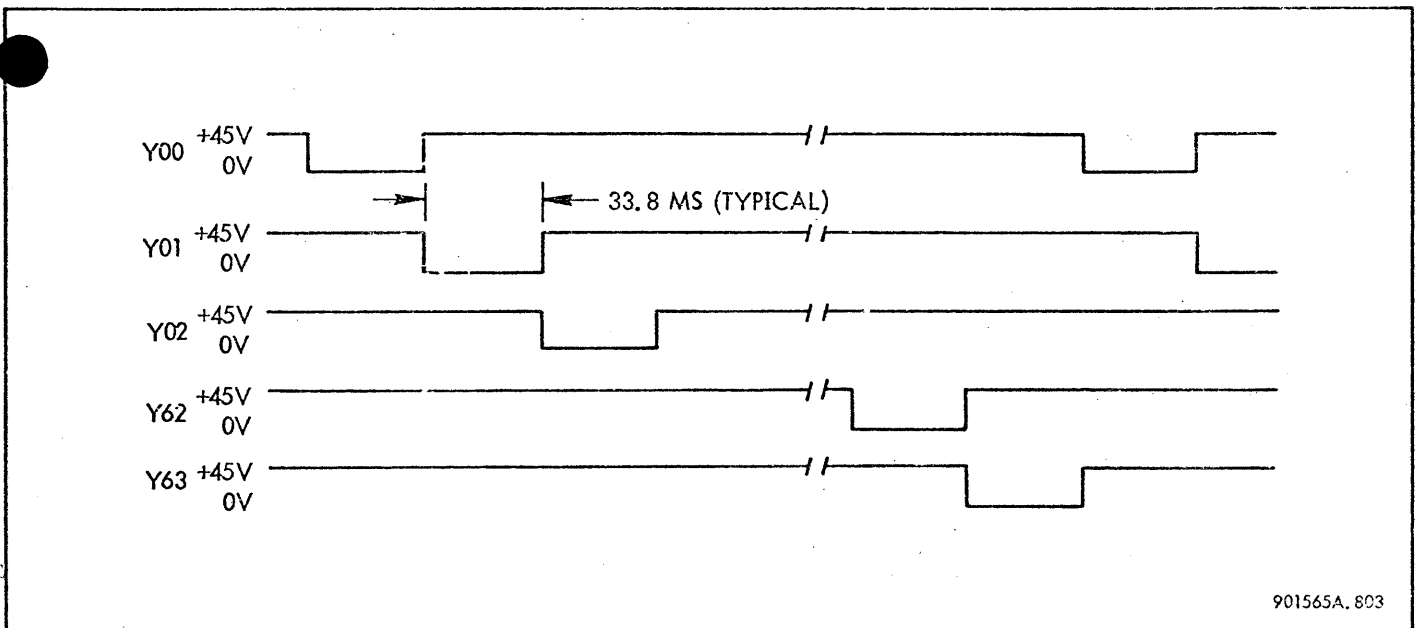 Y00 +45V
0V
33.8 MS (TYPICAL)
Y01 +45V
0V
Y02 +45V
0V
Y62 +45V
0V
Y63 +45V
0V
901565A.803